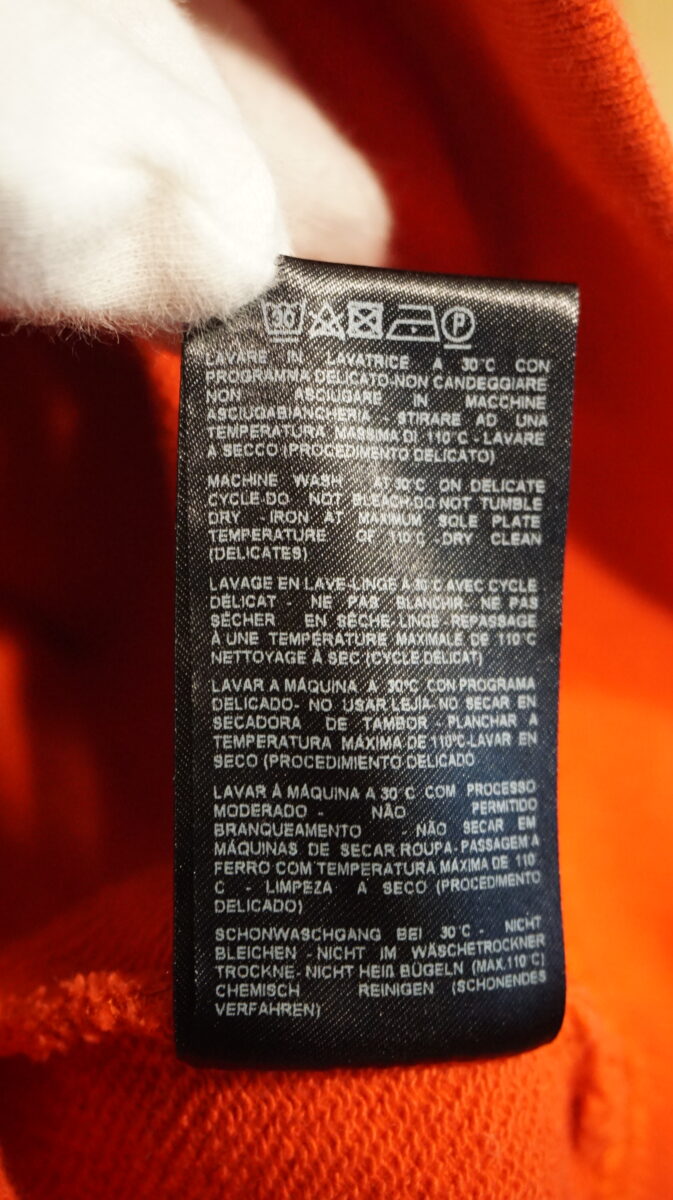 30 P
LAVARE IN LAVATRICE A 30°C CON
PROGRAMMA DELICATO-NON CANDEGGIARE
NON ASCIUGARE IN MACCHINE
ASCIUGABIANCHERIA - STIRARE AD UNA
TEMPERATURA MASSIMA DI 110°C - LAVARE
A SECCO (PROCEDIMENTO DELICATO)
MACHINE WASH AT 30°C ON DELICATE
CYCLE-DO NOT BLEACH-DO NOT TUMBLE
DRY - IRON AT MAXIMUM SOLE PLATE
TEMPERATURE OF 110°C -DRY CLEAN
(DELICATES)
LAVAGE EN LAVE-LINGE À 30°C AVEC CYCLE
DÉLICAT - NE PAS BLANCHIR- NE PAS
SÉCHER EN SÈCHE LINGE-REPASSAGE
À UNE TEMPÉRATURE MAXIMALE DE 110°C
NETTOYAGE À SEC (CYCLE DÉLICAT)
LAVAR A MÁQUINA A 30°C CON PROGRAMA
DELICADO- NO USAR LEJÍA- NO SECAR EN
SECADORA DE TAMBOR - PLANCHAR A
TEMPERATURA MÁXIMA DE 110°C-LAVAR EN
SECO (PROCEDIMIENTO DELICADO
LAVAR À MÁQUINA A 30°C COM PROCESSO
MODERADO - NÃO PERMITIDO
BRANQUEAMENTO - NÃO SECAR EM
MÁQUINAS DE SECAR ROUPA-PASSAGEM A
FERRO COM TEMPERATURA MÁXIMA DE 110°
C - LIMPEZA A SECO (PROCEDIMENTO
DELICADO)
SCHONWASCHGANG BEI 30°C - NICHT
BLEICHEN - NICHT IM WÄSCHETROCKNER
TROCKNE- NICHT HEIß BÜGELN (MAX.110°C)
CHEMISCH REINIGEN (SCHONENDES
VERFAHREN)